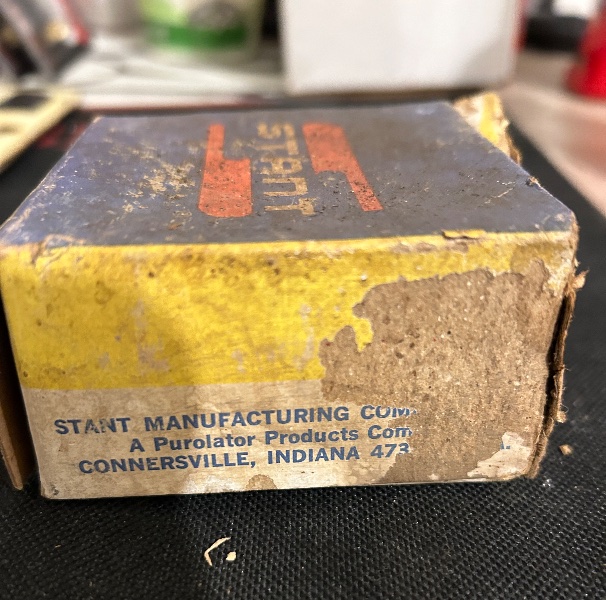 STANT
STANT MANUFACTURING COM
A Purolator Products Com
CONNERSVILLE, INDIANA 473